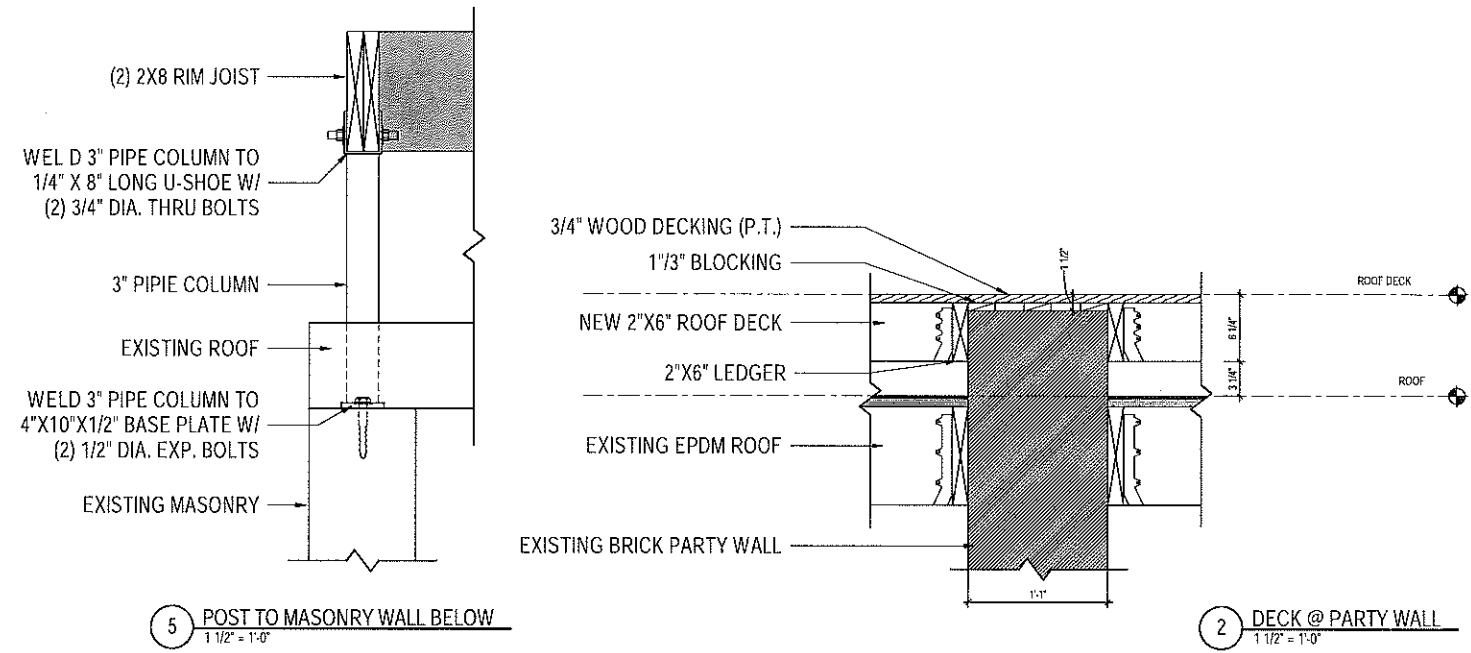 (2) 2X8 RIM JOIST
WEL D 3" PIPE COLUMN TO
1/4" X 8" LONG U-SHOE W/
(2) 3/4" DIA. THRU BOLTS
3" PIPIE COLUMN
EXISTING ROOF
WELD 3" PIPE COLUMN TO
4"X10"X1/2" BASE PLATE W/
(2) 1/2" DIA. EXP. BOLTS
EXISTING MASONRY
5
POST TO MASONRY WALL BELOW
1 1/2" = 1'-0"
3/4" WOOD DECKING (P.T.)
1"/3" BLOCKING
NEW 2"X6" ROOF DECK
2"X6" LEDGER
EXISTING EPDM ROOF
EXISTING BRICK PARTY WALL
1 1/2"
ROOF DECK
6 1/4"
3 1/4"
ROOF
1'-1"
2
DECK @ PARTY WALL
1 1/2" = 1'-0"